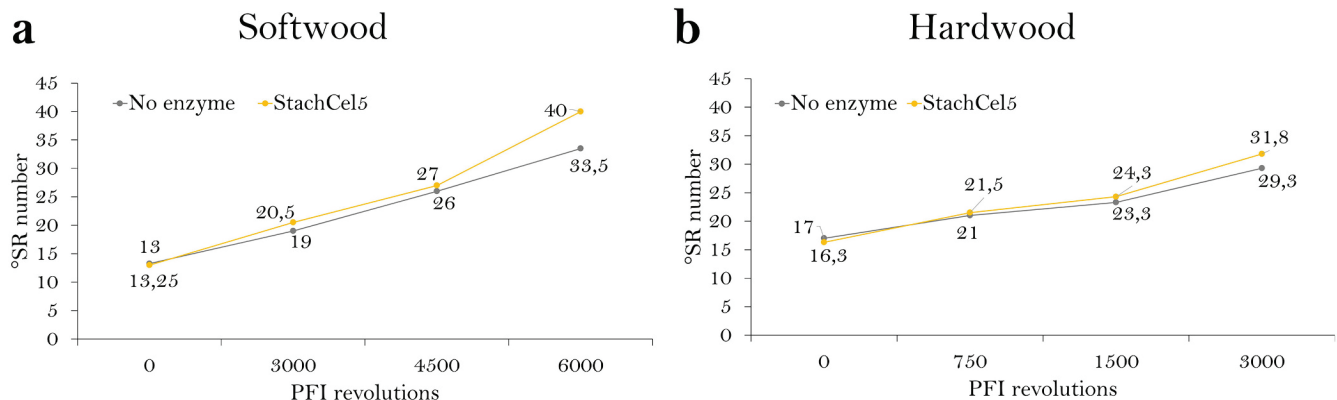 a
Softwood
45
40
35
30
25
20
15
10
5
0
°SR number
No enzyme
StachCel5
13
13,25
20,5
19
27
26
40
33,5
0 3000 4500 6000
PFI revolutions
b
Hardwood
45
40
35
30
25
20
15
10
5
0
°SR number
No enzyme
StachCel5
17
16,3
21,5
21
24,3
23,3
31,8
29,3
0 750 1500 3000
PFI revolutions